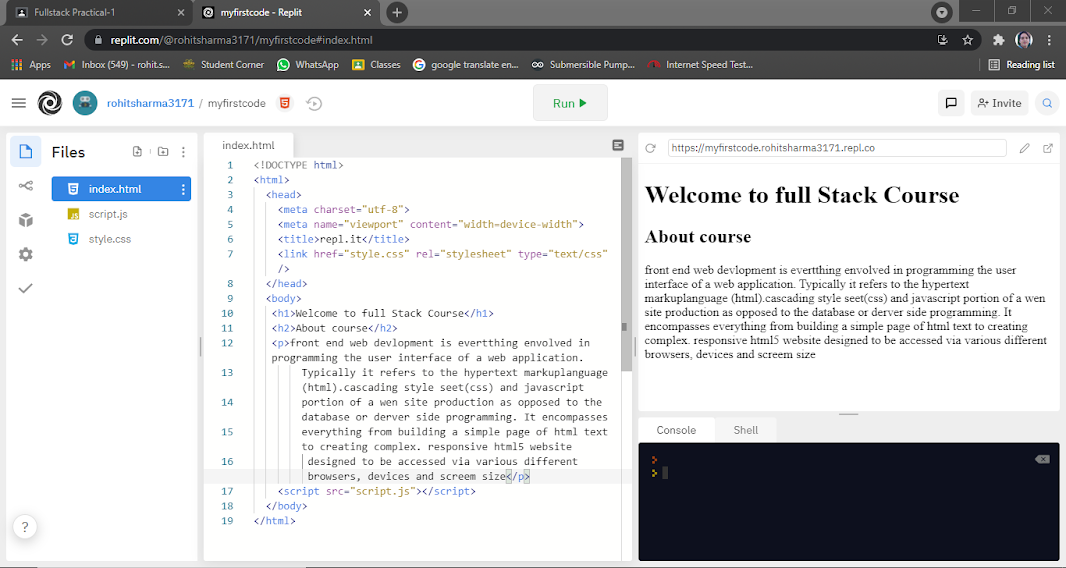 Fullstack Practical-1
myfirstcode - Replit
replit.com/@rohitsharma3171/myfirstcode#index.html
Apps
Inbox (549) - rohit.s...
Student Corner
WhatsApp
Classes
google translate en...
Submersible Pump...
Internet Speed Test...
Reading list
rohitsharma3171 / myfirstcode
Run
Invite
Files
index.html
script.js
style.css
index.html
1 <!DOCTYPE html>
2 <html>
3 <head>
4 <meta charset="utf-8">
5 <meta name="viewport" content="width=device-width">
6 <title>repl.it</title>
7 <link href="style.css" rel="stylesheet" type="text/css"
/>
8 </head>
9 <body>
10 <h1>Welcome to full Stack Course</h1>
11 <h2>About course</h2>
12 <p>front end web devlopment is evertthing envolved in
programming the user interface of a web application.
13 Typically it refers to the hypertext markuplanguage
(html).cascading style seet(css) and javascript
14 portion of a wen site production as opposed to the
database or derver side programming. It encompasses
15 everything from building a simple page of html text
to creating complex. responsive html5 website
16 designed to be accessed via various different
browsers, devices and screem size</p>
17 <script src="script.js"></script>
18 </body>
19 </html>
https://myfirstcode.rohitsharma3171.repl.co
Welcome to full Stack Course
About course
front end web devlopment is evertthing envolved in programming the user
interface of a web application. Typically it refers to the hypertext
markuplanguage (html).cascading style seet(css) and javascript portion of a wen
site production as opposed to the database or derver side programming. It
encompasses everything from building a simple page of html text to creating
complex. responsive html5 website designed to be accessed via various different
browsers, devices and screem size
Console
Shell
?